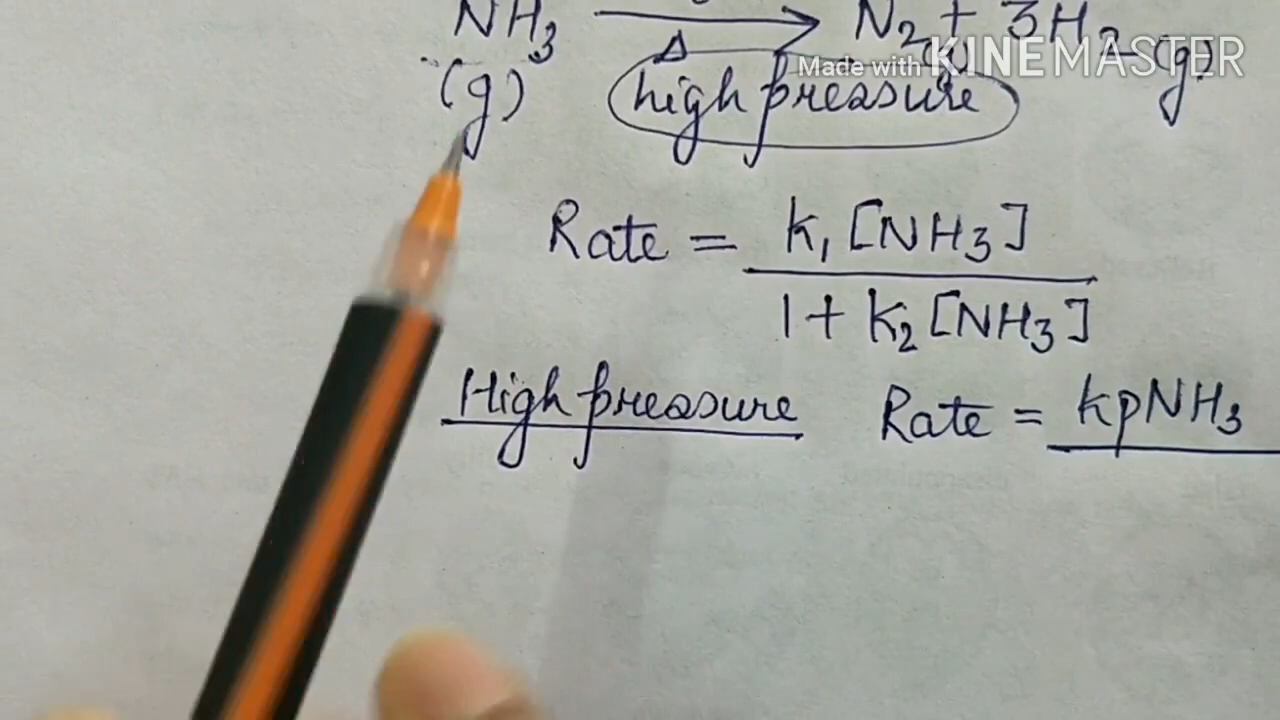 NH3 → N2 + 3H2 (g)
(g) Δ
high pressure
Made with KINEMASTER
Rate = k1[NH3]
1 + k2[NH3]
High pressure Rate = kpNH3